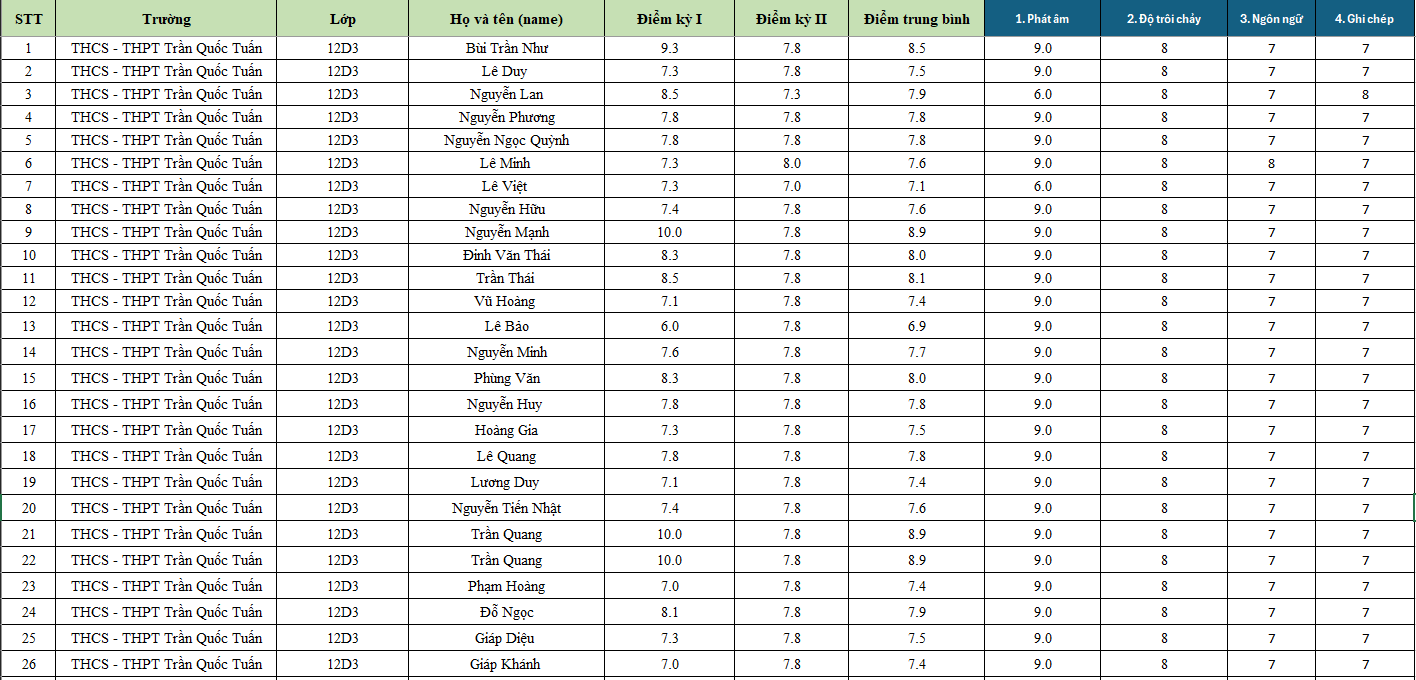 STT Trường Lớp Họ và tên (name) Điểm kỳ I Điểm kỳ II Điểm trung bình 1. Phát âm 2. Độ trôi chảy 3. Ngôn ngữ 4. Ghi chép
1 THCS - THPT Trần Quốc Tuấn 12D3 Bùi Trần Như 9.3 7.8 8.5 9.0 8 7 7
2 THCS - THPT Trần Quốc Tuấn 12D3 Lê Duy 7.3 7.8 7.5 9.0 8 7 7
3 THCS - THPT Trần Quốc Tuấn 12D3 Nguyễn Lan 8.5 7.3 7.9 6.0 8 7 8
4 THCS - THPT Trần Quốc Tuấn 12D3 Nguyễn Phương 7.8 7.8 7.8 9.0 8 7 7
5 THCS - THPT Trần Quốc Tuấn 12D3 Nguyễn Ngọc Quỳnh 7.8 7.8 7.8 9.0 8 7 7
6 THCS - THPT Trần Quốc Tuấn 12D3 Lê Minh 7.3 8.0 7.6 9.0 8 8 7
7 THCS - THPT Trần Quốc Tuấn 12D3 Lê Việt 7.3 7.0 7.1 6.0 8 7 7
8 THCS - THPT Trần Quốc Tuấn 12D3 Nguyễn Hữu 7.4 7.8 7.6 9.0 8 7 7
9 THCS - THPT Trần Quốc Tuấn 12D3 Nguyễn Mạnh 10.0 7.8 8.9 9.0 8 7 7
10 THCS - THPT Trần Quốc Tuấn 12D3 Đinh Văn Thái 8.3 7.8 8.0 9.0 8 7 7
11 THCS - THPT Trần Quốc Tuấn 12D3 Trần Thái 8.5 7.8 8.1 9.0 8 7 7
12 THCS - THPT Trần Quốc Tuấn 12D3 Vũ Hoàng 7.1 7.8 7.4 9.0 8 7 7
13 THCS - THPT Trần Quốc Tuấn 12D3 Lê Bảo 6.0 7.8 6.9 9.0 8 7 7
14 THCS - THPT Trần Quốc Tuấn 12D3 Nguyễn Minh 7.6 7.8 7.7 9.0 8 7 7
15 THCS - THPT Trần Quốc Tuấn 12D3 Phùng Văn 8.3 7.8 8.0 9.0 8 7 7
16 THCS - THPT Trần Quốc Tuấn 12D3 Nguyễn Huy 7.8 7.8 7.8 9.0 8 7 7
17 THCS - THPT Trần Quốc Tuấn 12D3 Hoàng Gia 7.3 7.8 7.5 9.0 8 7 7
18 THCS - THPT Trần Quốc Tuấn 12D3 Lê Quang 7.8 7.8 7.8 9.0 8 7 7
19 THCS - THPT Trần Quốc Tuấn 12D3 Lương Duy 7.1 7.8 7.4 9.0 8 7 7
20 THCS - THPT Trần Quốc Tuấn 12D3 Nguyễn Tiến Nhật 7.4 7.8 7.6 9.0 8 7 7
21 THCS - THPT Trần Quốc Tuấn 12D3 Trần Quang 10.0 7.8 8.9 9.0 8 7 7
22 THCS - THPT Trần Quốc Tuấn 12D3 Trần Quang 10.0 7.8 8.9 9.0 8 7 7
23 THCS - THPT Trần Quốc Tuấn 12D3 Phạm Hoàng 7.0 7.8 7.4 9.0 8 7 7
24 THCS - THPT Trần Quốc Tuấn 12D3 Đỗ Ngọc 8.1 7.8 7.9 9.0 8 7 7
25 THCS - THPT Trần Quốc Tuấn 12D3 Giáp Diệu 7.3 7.8 7.5 9.0 8 7 7
26 THCS - THPT Trần Quốc Tuấn 12D3 Giáp Khánh 7.0 7.8 7.4 9.0 8 7 7